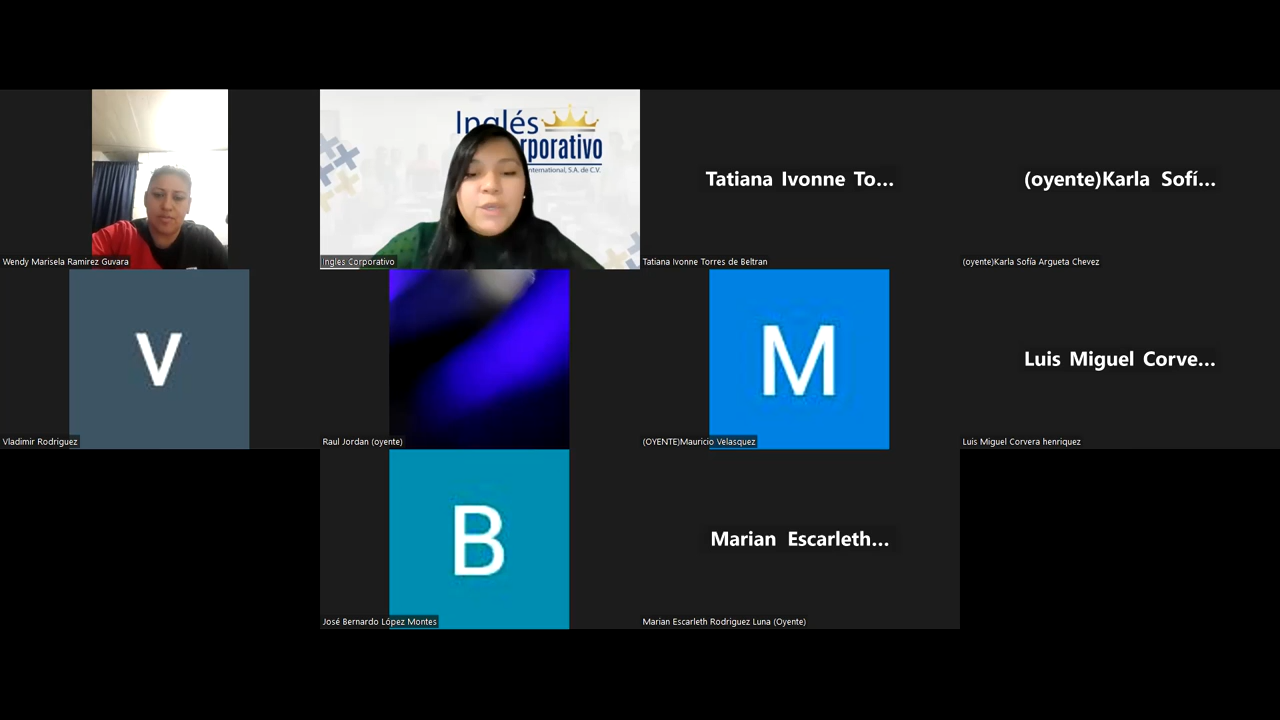 Inglés
rporativo
nternational, S.A. de C.V.
Tatiana Ivonne To...
(oyente)Karla Sofí...
Wendy Marisela Ramirez Guvara
Ingles Corporativo
Tatiana Ivonne Torres de Beltran
(oyente)Karla Sofía Argueta Chevez
V
M
Luis Miguel Corve...
Vladimir Rodriguez
Raul Jordan (oyente)
(OYENTE)Mauricio Velasquez
Luis Miguel Corvera henriquez
B
Marian Escarleth...
José Bernardo López Montes
Marian Escarleth Rodriguez Luna (Oyente)